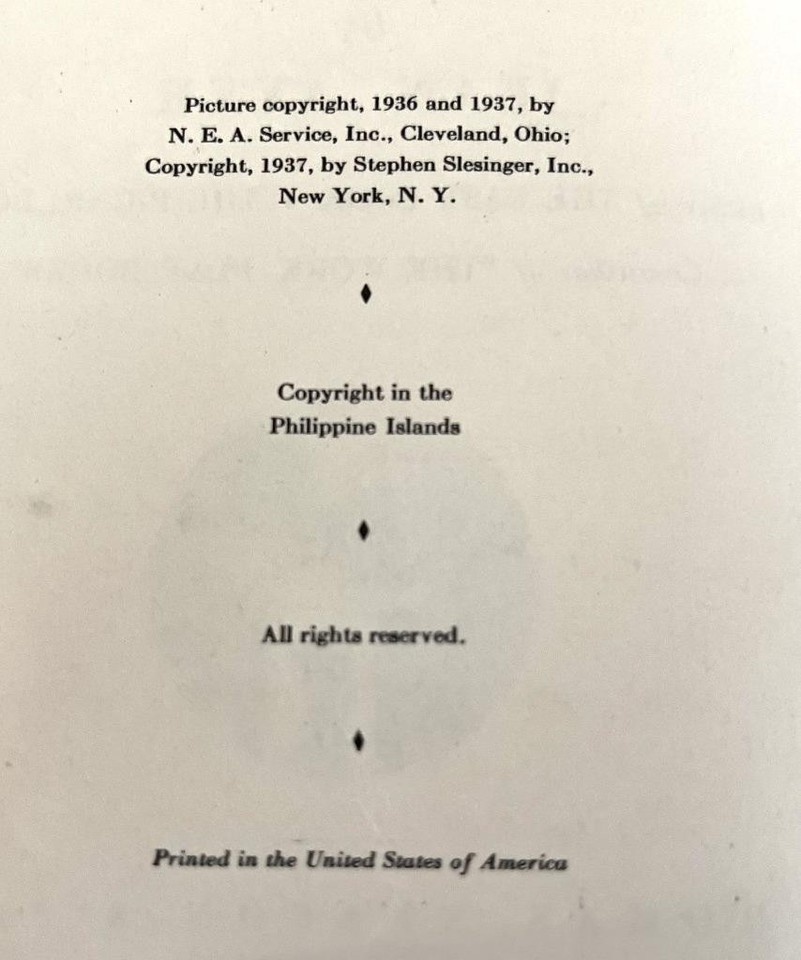 Picture copyright, 1936 and 1937, by
N. E. A. Service, Inc., Cleveland, Ohio;
Copyright, 1937, by Stephen Slesinger, Inc.,
New York, N. Y.
Copyright in the
Philippine Islands
All rights reserved.
Printed in the United States of America